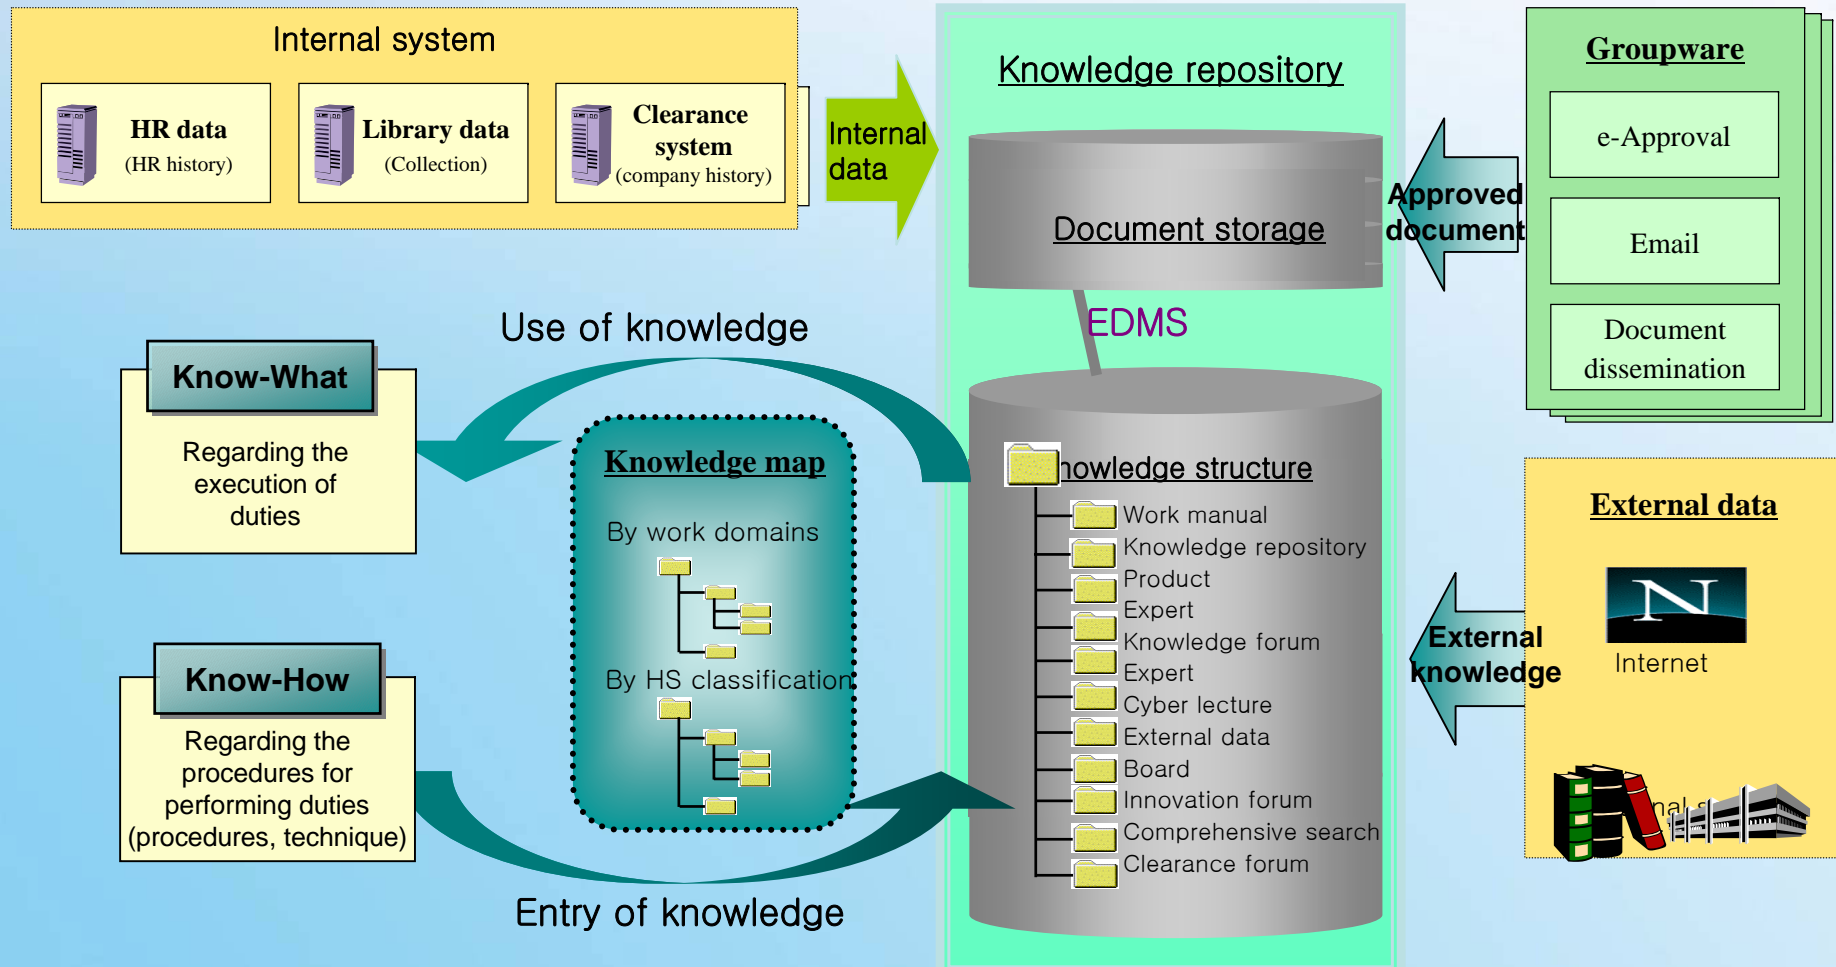 Internal system
HR data
(HR history)
Library data
(Collection)
Clearance
system
(company history)
Internal
data
Knowledge repository
Document storage
EDMS
Approved
document
Groupware
e-Approval
Email
Document
dissemination
Use of knowledge
Know-What
Regarding the
execution of
duties
Know-How
Regarding the
procedures for
performing duties
(procedures, technique)
Entry of knowledge
Knowledge map
By work domains
By HS classification
nowledge structure
Work manual
Knowledge repository
Product
Expert
Knowledge forum
Expert
Cyber lecture
External data
Board
Innovation forum
Comprehensive search
Clearance forum
External
knowledge
External data
N
Internet